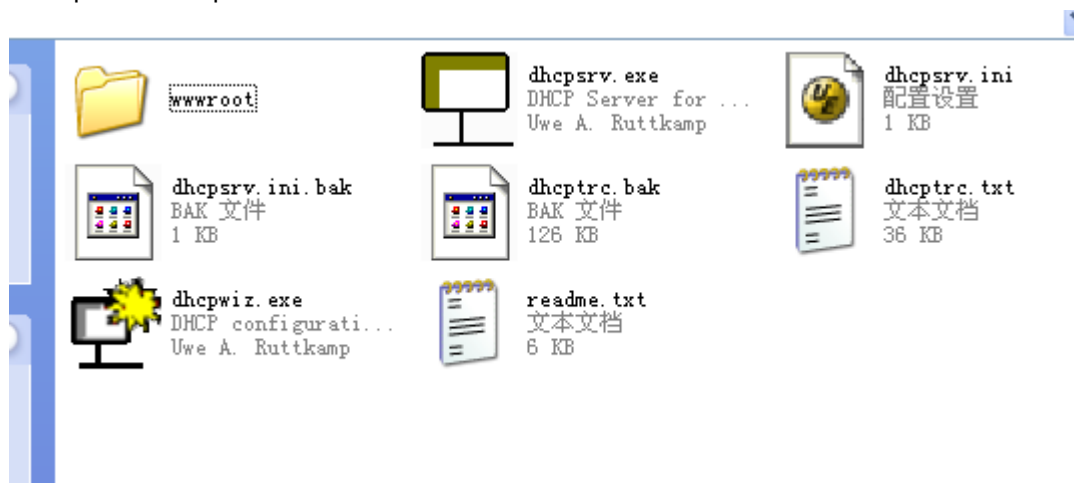 wwwroot
dhcpsrv.exe
DHCP Server for ...
Uwe A. Ruttkamp
dhcpsrv.ini
配置设置
1 KB
dhcpsrv.ini.bak
BAK 文件
1 KB
dhcptrc.bak
BAK 文件
126 KB
dhcptrc.txt
文本文档
36 KB
dhcpwiz.exe
DHCP configurati...
Uwe A. Ruttkamp
readme.txt
文本文档
6 KB